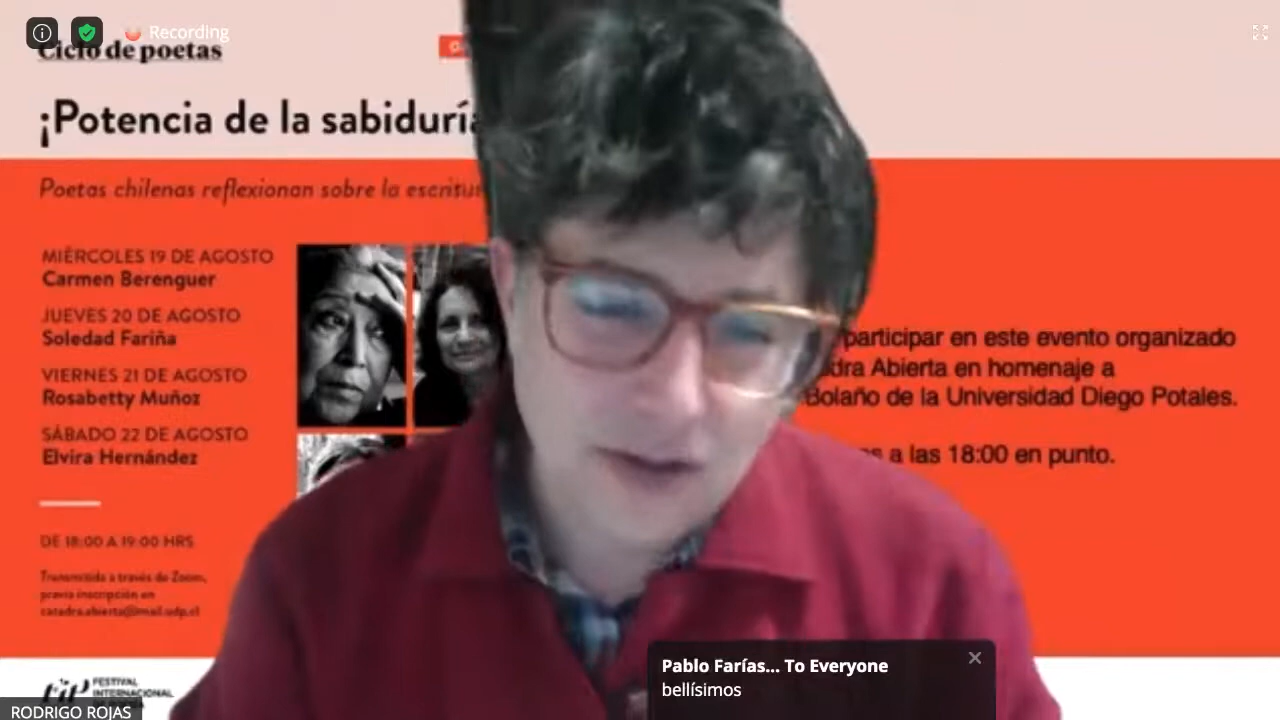 Recording
Ciclo de poetas
¡Potencia de la sabiduría
Poetas chilenas reflexionan sobre la escritur
MIÉRCOLES 19 DE AGOSTO
Carmen Berenguer
JUEVES 20 DE AGOSTO
Soledad Fariña
VIERNES 21 DE AGOSTO
Rosabetty Muñoz
SÁBADO 22 DE AGOSTO
Elvira Hernández
DE 18:00 A 19:00 HRS
Transmitida a través de Zoom,
previa inscripción en
catedra.abierta@mail.udp.cl
participar en este evento organizado
dra Abierta en homenaje a
Bolaño de la Universidad Diego Potales.
a las 18:00 en punto.
FESTIVAL
INTERNACIONAL
RODRIGO ROJAS
Pablo Farías... To Everyone
bellísimos